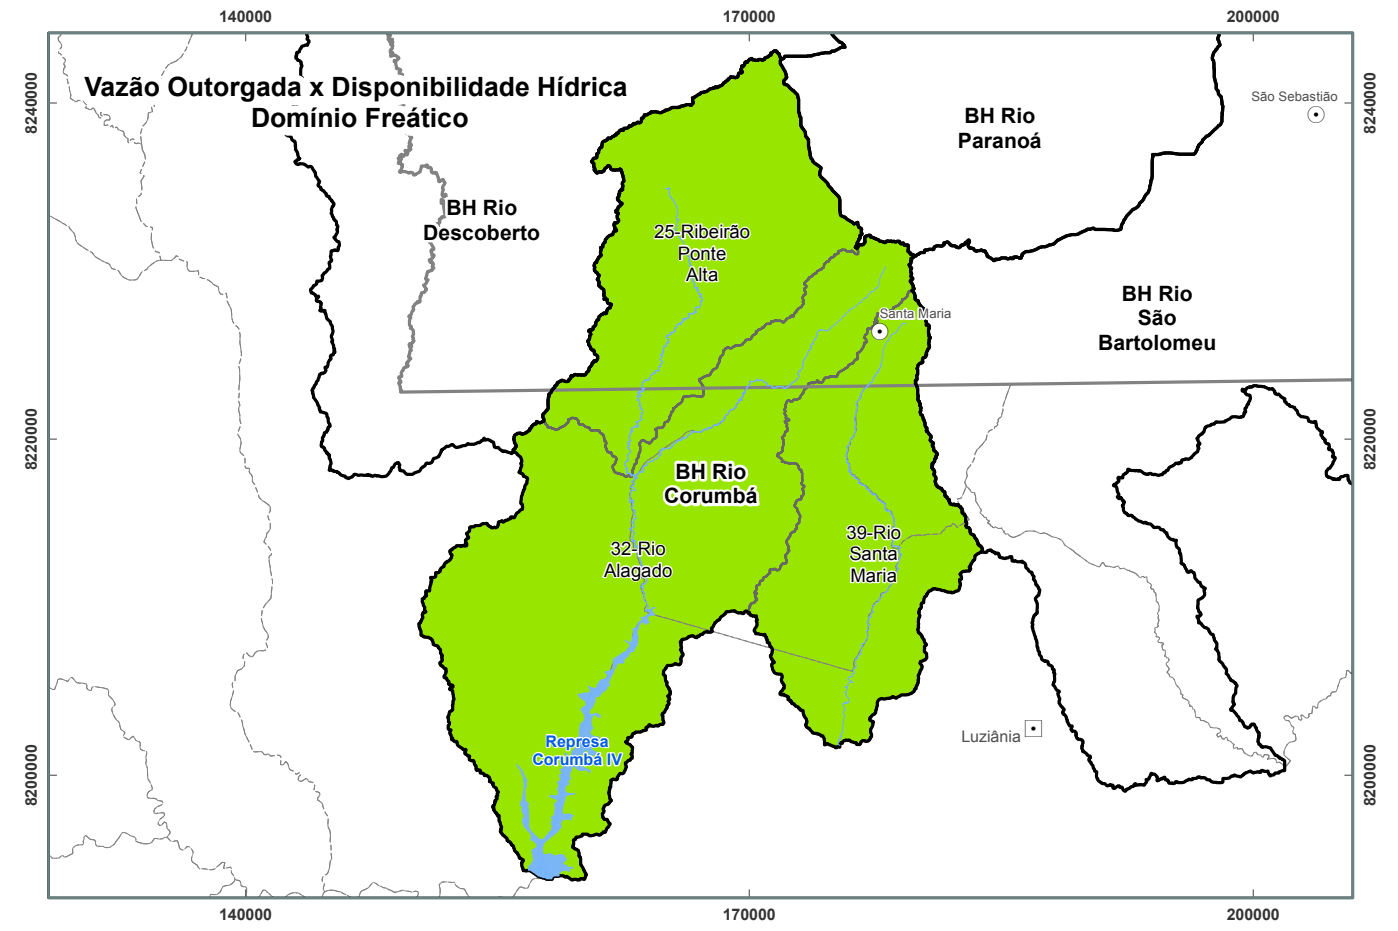 140000
170000
200000
8240000
8240000
Vazão Outorgada x Disponibilidade Hídrica
Domínio Freático
São Sebastião
BH Rio
Paranoá
BH Rio
Descoberto
25-Ribeirão
Ponte
Alta
BH Rio
São
Bartolomeu
Santa Maria
8220000
8220000
BH Rio
Corumbá
32-Rio
Alagado
39-Rio
Santa
Maria
Luziânia
Represa
Corumbá IV
8200000
8200000
140000
170000
200000